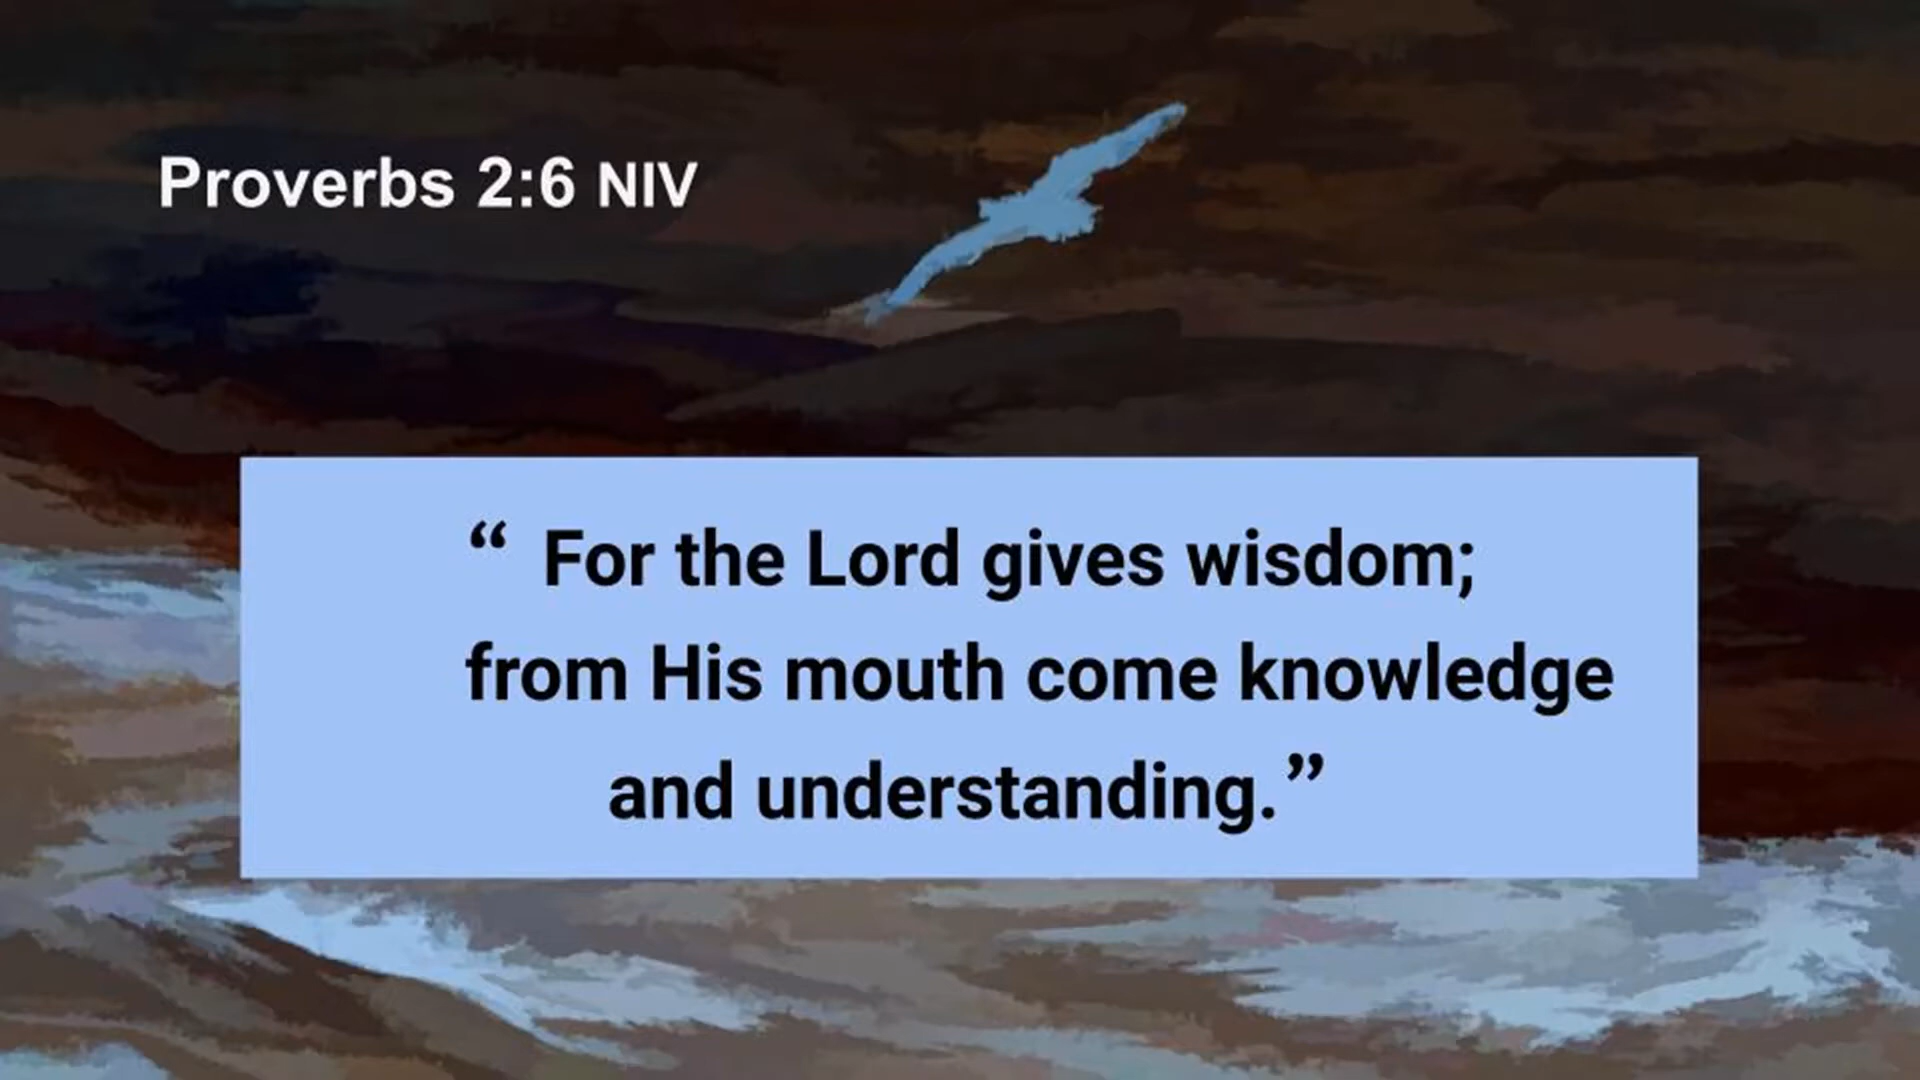 Proverbs 2:6 NIV
“ For the Lord gives wisdom;
from His mouth come knowledge
and understanding.”